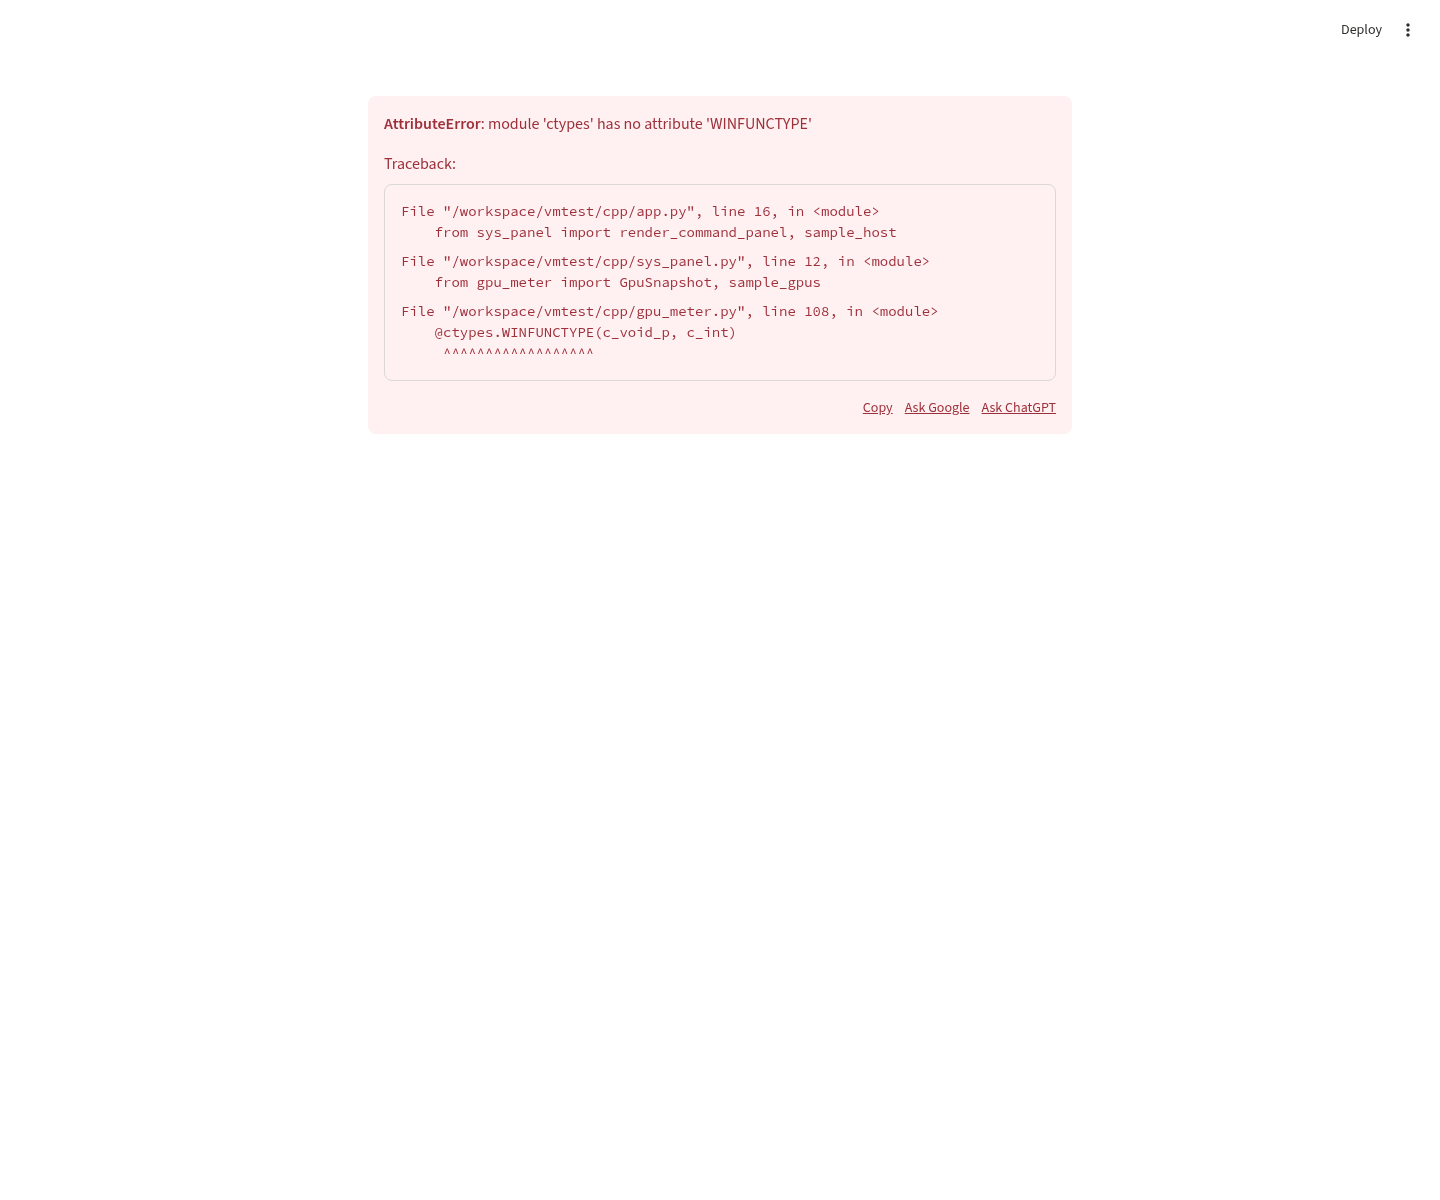 Deploy
AttributeError: module 'ctypes' has no attribute 'WINFUNCTYPE'
Traceback:
File "/workspace/vmtest/cpp/app.py", line 16, in <module>
    from sys_panel import render_command_panel, sample_host
File "/workspace/vmtest/cpp/sys_panel.py", line 12, in <module>
    from gpu_meter import GpuSnapshot, sample_gpus
File "/workspace/vmtest/cpp/gpu_meter.py", line 108, in <module>
    @ctypes.WINFUNCTYPE(c_void_p, c_int)
     ^^^^^^^^^^^^^^^^^^
Copy Ask Google Ask ChatGPT